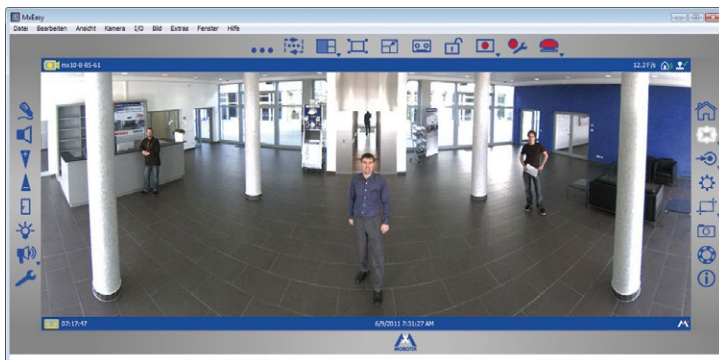 MxEasy
Datei Bearbeiten Ansicht Kamera I/O Bild Extras Fenster Hilfe
mx10-8-85-61 12.2 F/s
07:17:47 6/9/2011 7:31:27 AM
MOBOTIX